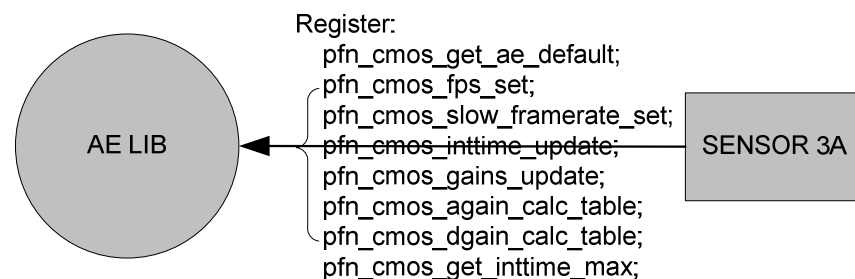 Register:
pfn_cmos_get_ae_default;
pfn_cmos_fps_set;
pfn_cmos_slow_framerate_set;
AE LIB
pfn_cmos_inttime_update;
SENSOR 3A
pfn_cmos_gains_update;
pfn_cmos_again_calc_table;
pfn_cmos_dgain_calc_table;
pfn_cmos_get_inttime_max;